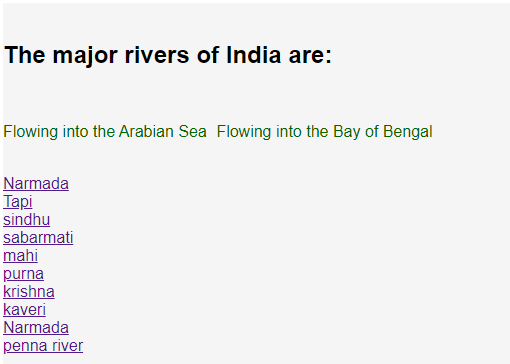 The major rivers of India are:
Flowing into the Arabian Sea Flowing into the Bay of Bengal
Narmada
Tapi
sindhu
sabarmati
mahi
purna
krishna
kaveri
Narmada
penna river